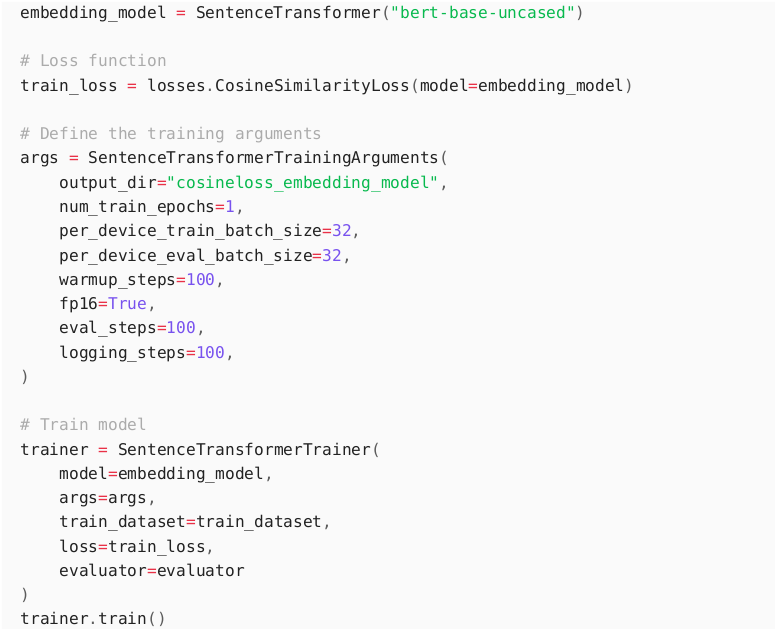 embedding_model = SentenceTransformer("bert-base-uncased")

# Loss function
train_loss = losses.CosineSimilarityLoss(model=embedding_model)

# Define the training arguments
args = SentenceTransformerTrainingArguments(
    output_dir="cosineloss_embedding_model",
    num_train_epochs=1,
    per_device_train_batch_size=32,
    per_device_eval_batch_size=32,
    warmup_steps=100,
    fp16=True,
    eval_steps=100,
    logging_steps=100,
)

# Train model
trainer = SentenceTransformerTrainer(
    model=embedding_model,
    args=args,
    train_dataset=train_dataset,
    loss=train_loss,
    evaluator=evaluator
)
trainer.train()